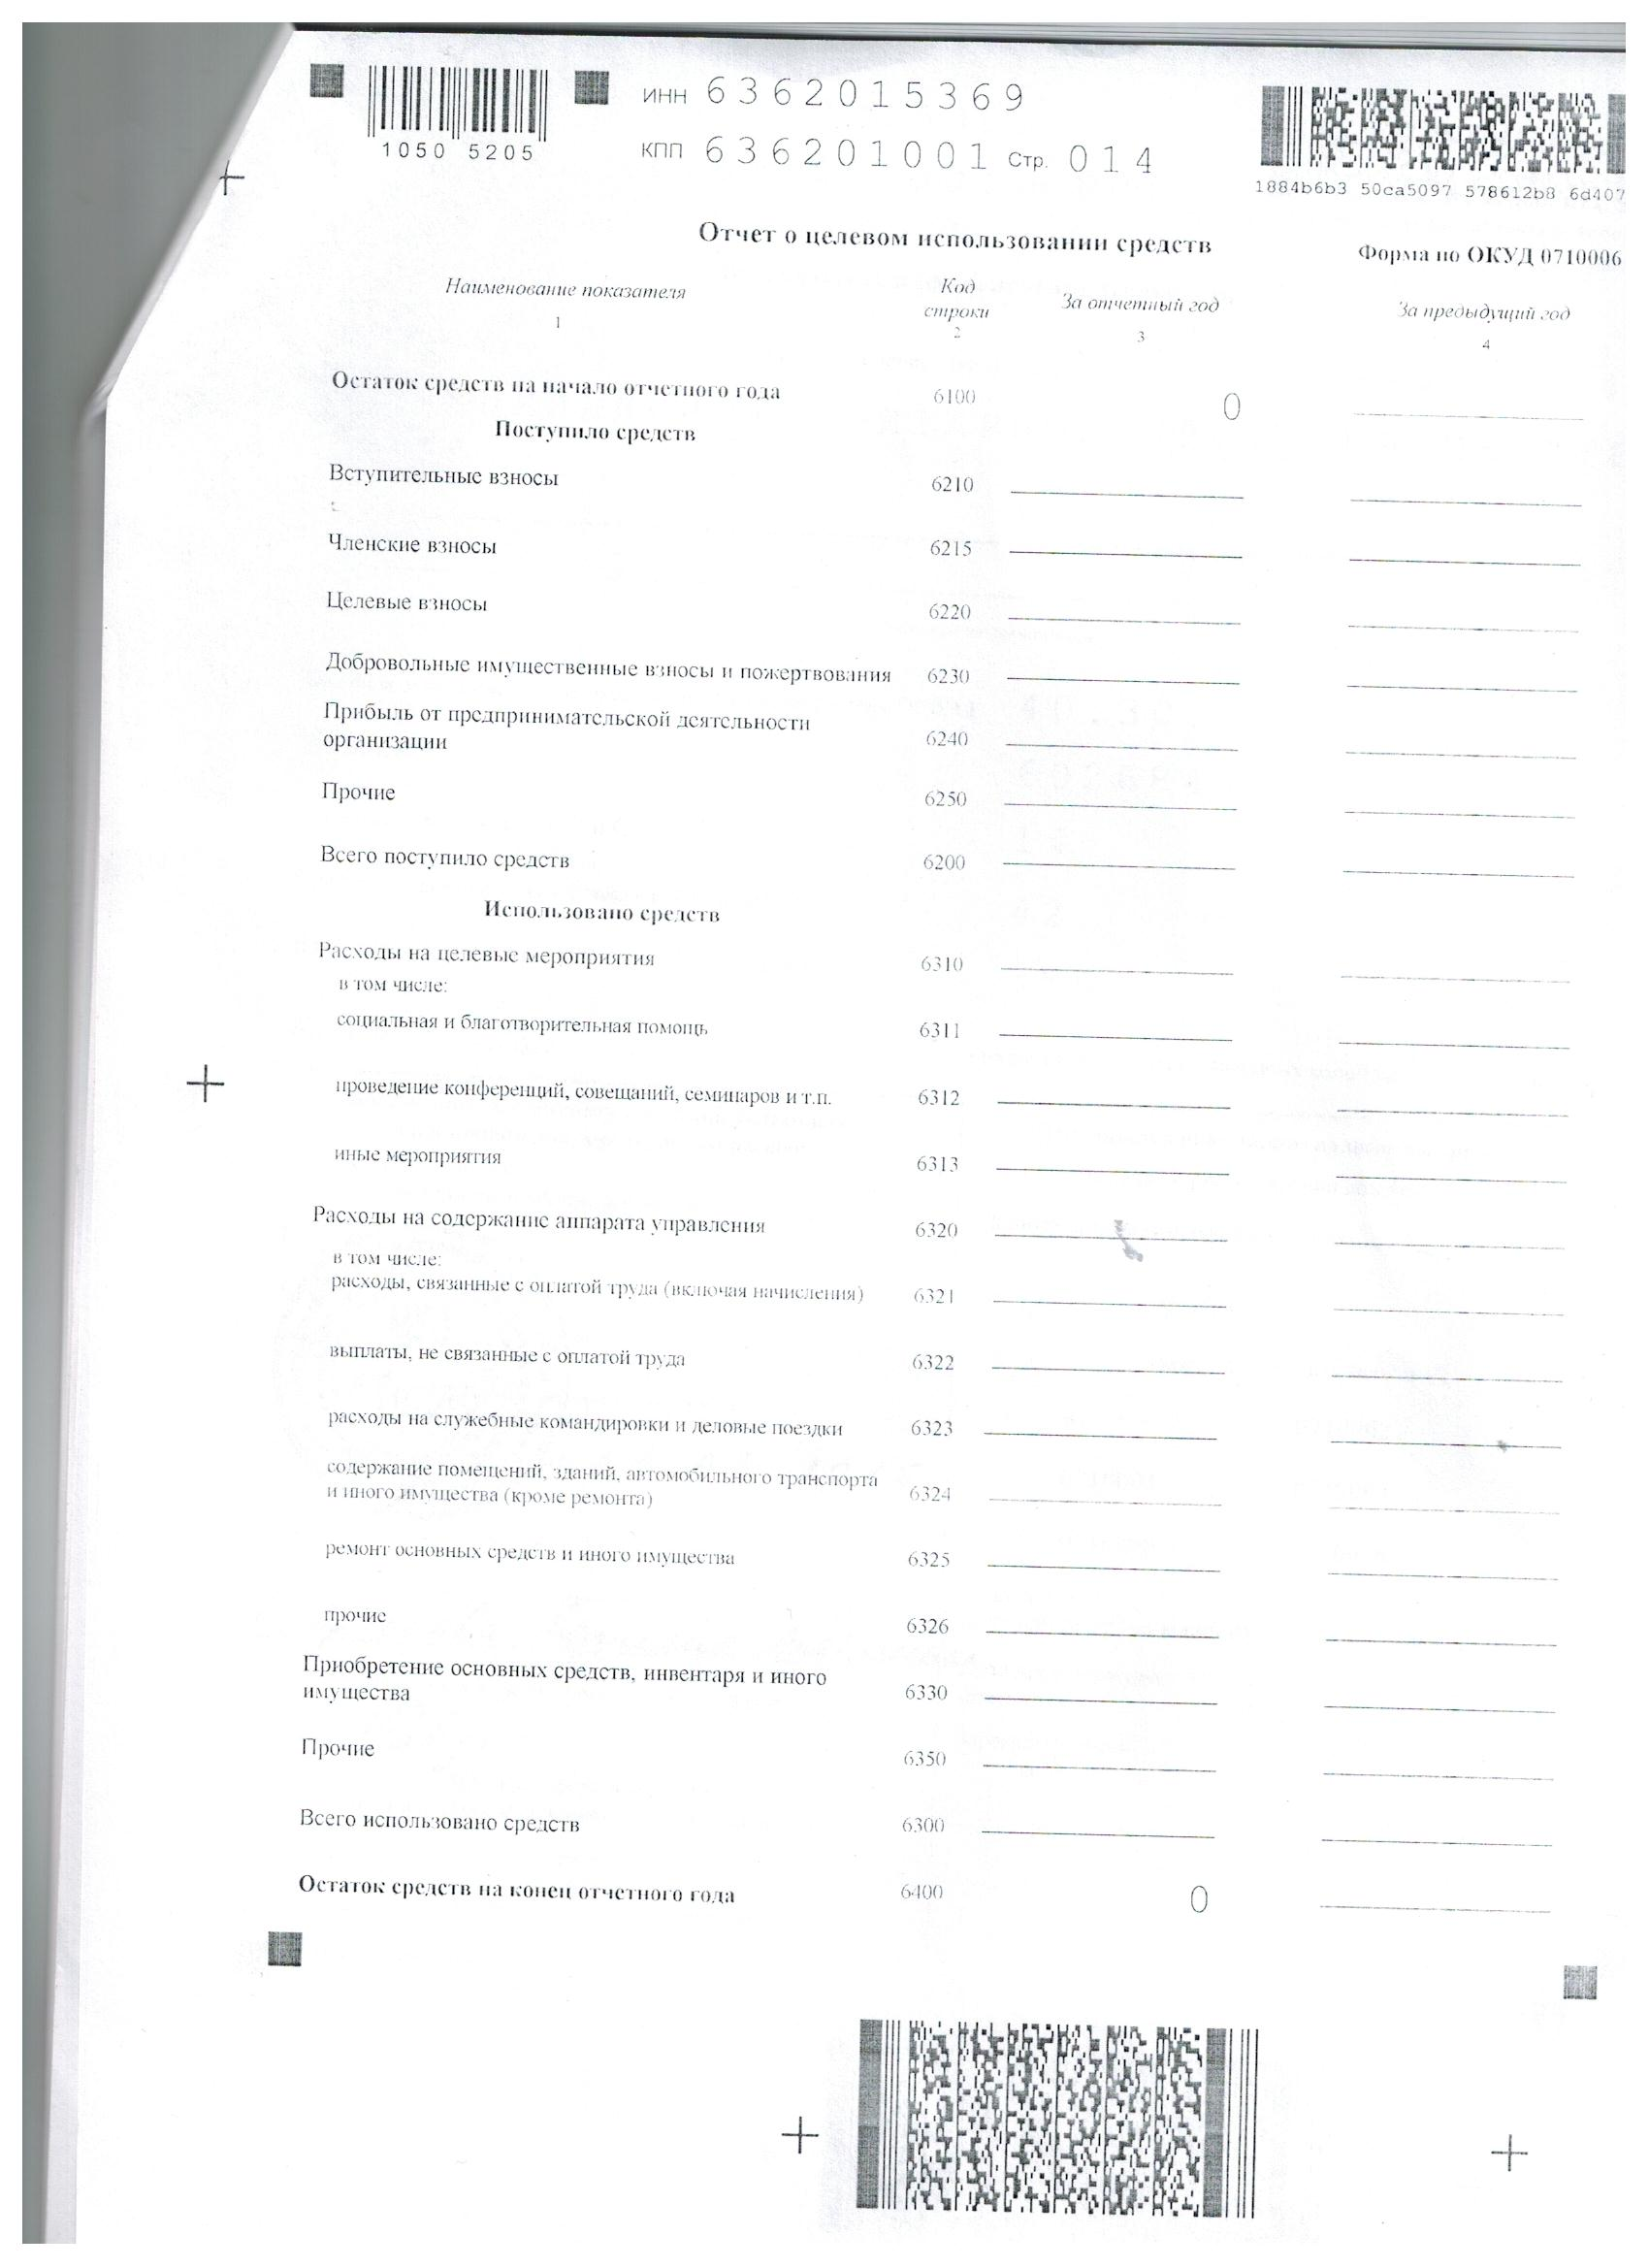 ИНН 6362015369
1050 5205
КПП 636201001 Стр. 014
1884b6b3 50ca5097 578612b8 6d407
Отчет о целевом использовании средств
Форма по ОКУД 0710006
Наименование показателя Код строки За отчетный год За предыдущий год
1 2 3 4
Остаток средств на начало отчетного года 6100 0
Поступило средств
Вступительные взносы 6210
Членские взносы 6215
Целевые взносы 6220
Добровольные имущественные взносы и пожертвования 6230
Прибыль от предпринимательской деятельности
организации 6240
Прочие 6250
Всего поступило средств 6200
Использовано средств
Расходы на целевые мероприятия 6310
в том числе:
социальная и благотворительная помощь 6311
проведение конференций, совещаний, семинаров и т.п. 6312
иные мероприятия 6313
Расходы на содержание аппарата управления 6320
в том числе:
расходы, связанные с оплатой труда (включая начисления) 6321
выплаты, не связанные с оплатой труда 6322
расходы на служебные командировки и деловые поездки 6323
содержание помещений, зданий, автомобильного транспорта
и иного имущества (кроме ремонта) 6324
ремонт основных средств и иного имущества 6325
прочие 6326
Приобретение основных средств, инвентаря и иного
имущества 6330
Прочие 6350
Всего использовано средств 6300
Остаток средств на конец отчетного года 6400 0